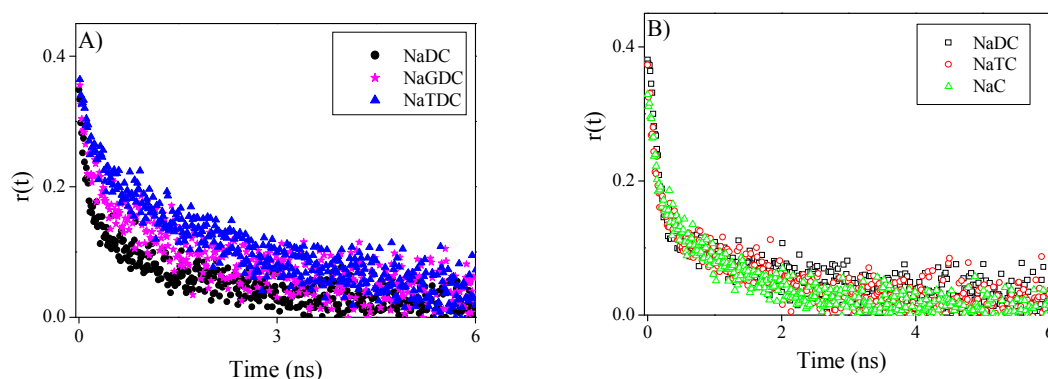 A)
NaDC
NaGDC
NaTDC
r(t)
0.4
0.2
0.0
0
3
6
Time (ns)
B)
NaDC
NaTC
NaC
r(t)
0.4
0.2
0.0
0
2
4
6
Time (ns)